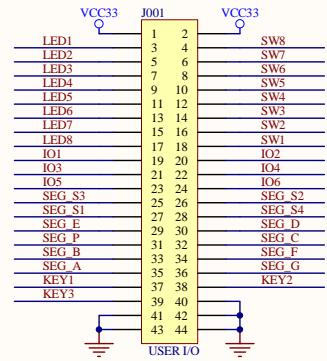 VCC33 J001 VCC33
1 2
LED1 3 4 SW8
LED2 5 6 SW7
LED3 7 8 SW6
LED4 9 10 SW5
LED5 11 12 SW4
LED6 13 14 SW3
LED7 15 16 SW2
LED8 17 18 SW1
IO1 19 20 IO2
IO3 21 22 IO4
IO5 23 24 IO6
SEG_S3 25 26 SEG_S2
SEG_S1 27 28 SEG_S4
SEG_E 29 30 SEG_D
SEG_P 31 32 SEG_C
SEG_B 33 34 SEG_F
SEG_A 35 36 SEG_G
KEY1 37 38 KEY2
KEY3 39 40
41 42
43 44
USER I/O